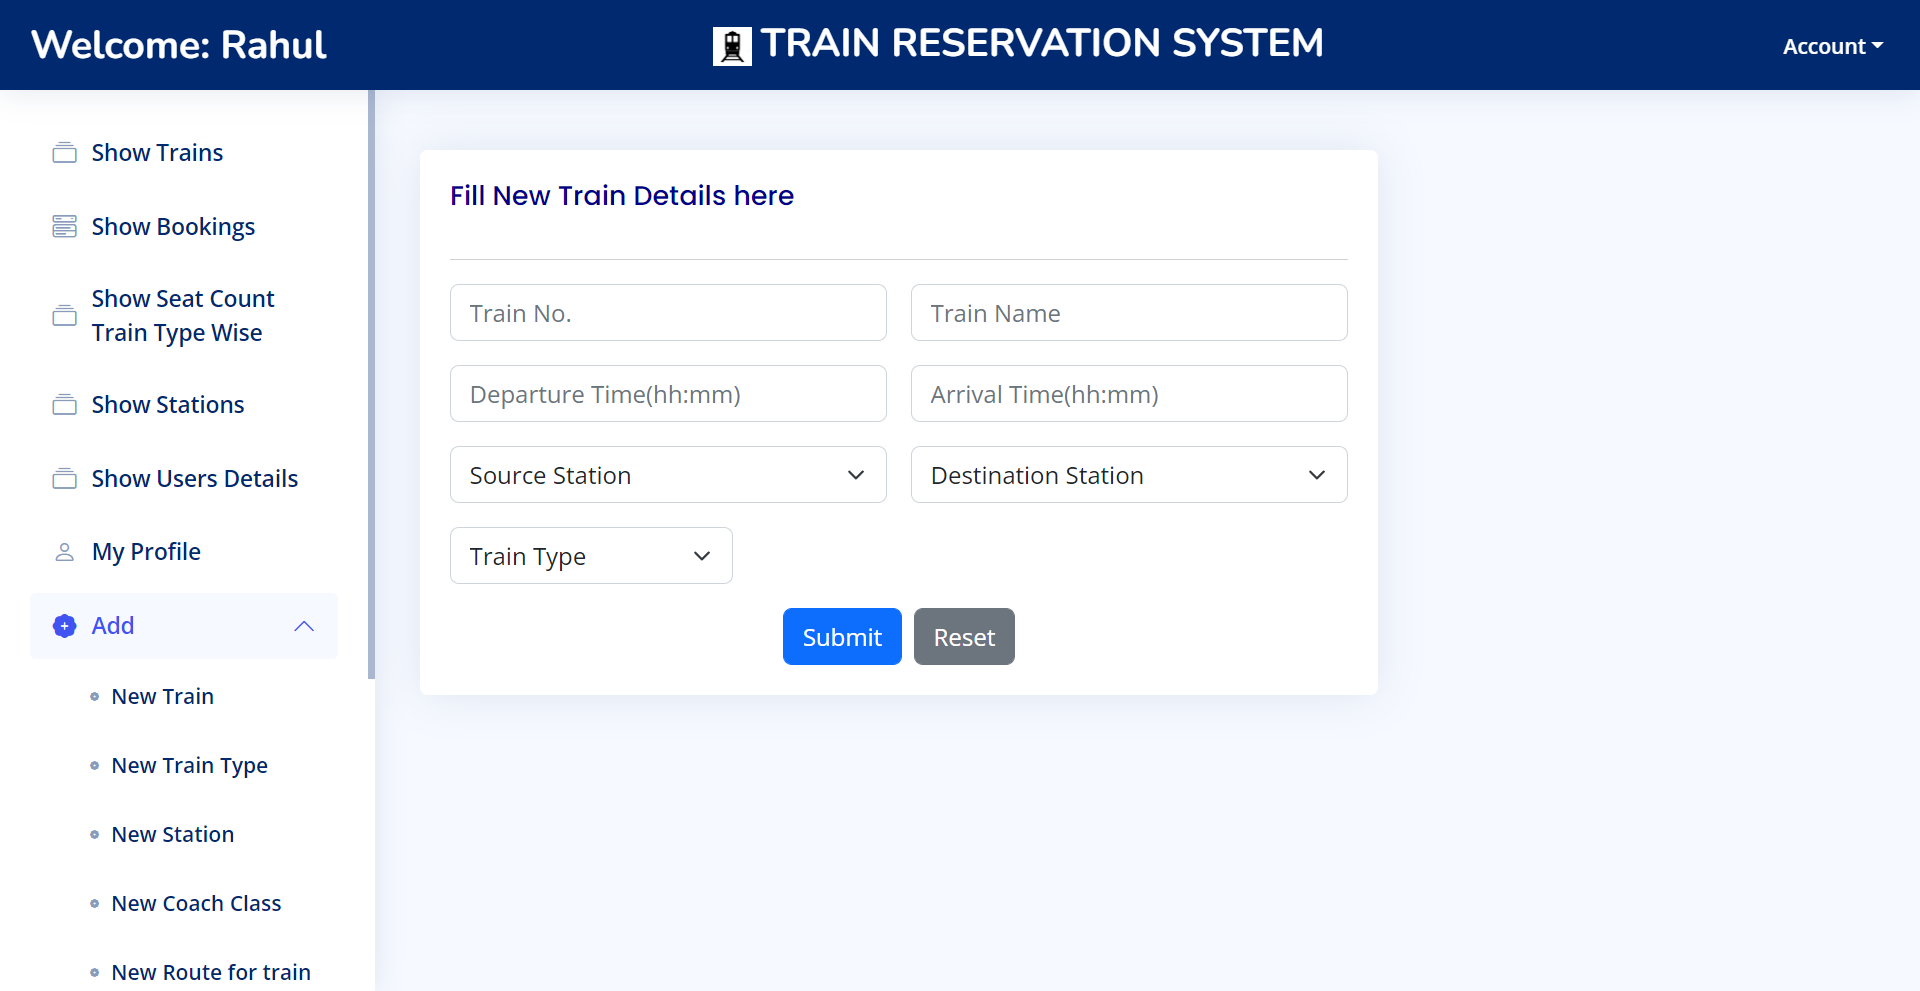 Welcome: Rahul
TRAIN RESERVATION SYSTEM
Account
Show Trains
Show Bookings
Show Seat Count
Train Type Wise
Show Stations
Show Users Details
My Profile
Add
New Train
New Train Type
New Station
New Coach Class
New Route for train
Fill New Train Details here
Train No.
Train Name
Departure Time(hh:mm)
Arrival Time(hh:mm)
Source Station
Destination Station
Train Type
Submit
Reset